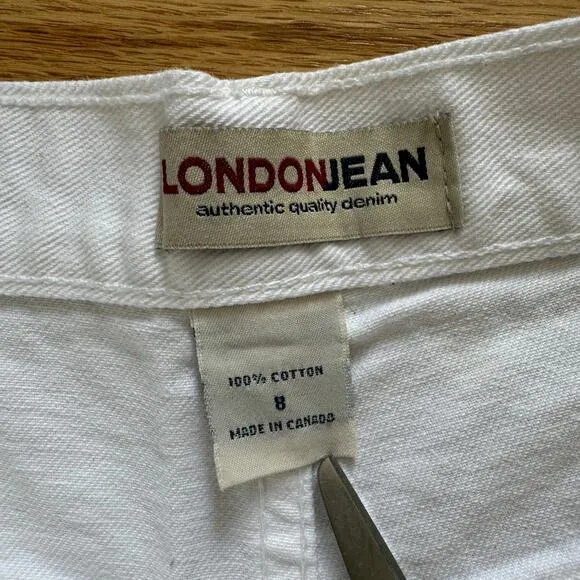 LONDONJEAN
authentic quality denim
100% COTTON
8
MADE IN CANADA